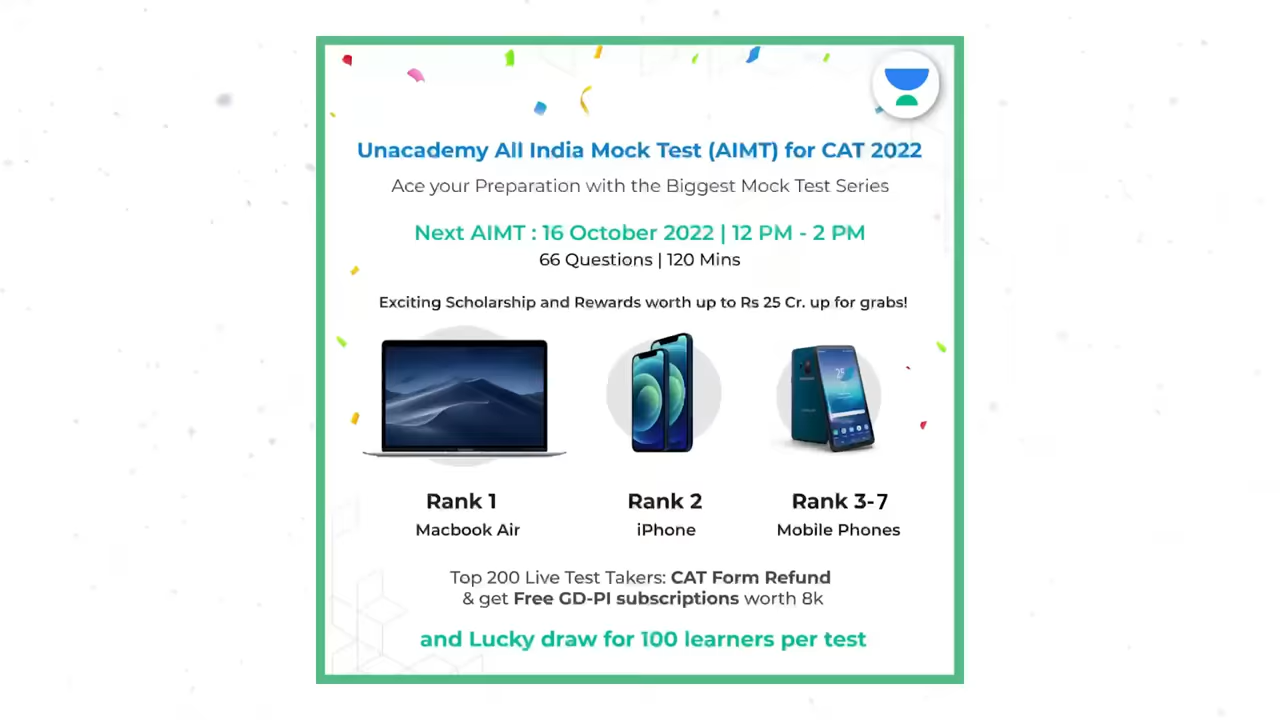 Unacademy All India Mock Test (AIMT) for CAT 2022
Ace your Preparation with the Biggest Mock Test Series
Next AIMT : 16 October 2022 | 12 PM - 2 PM
66 Questions | 120 Mins
Exciting Scholarship and Rewards worth up to Rs 25 Cr. up for grabs!
Rank 1
Macbook Air
Rank 2
iPhone
Rank 3-7
Mobile Phones
Top 200 Live Test Takers: CAT Form Refund
& get Free GD-PI subscriptions worth 8k
and Lucky draw for 100 learners per test